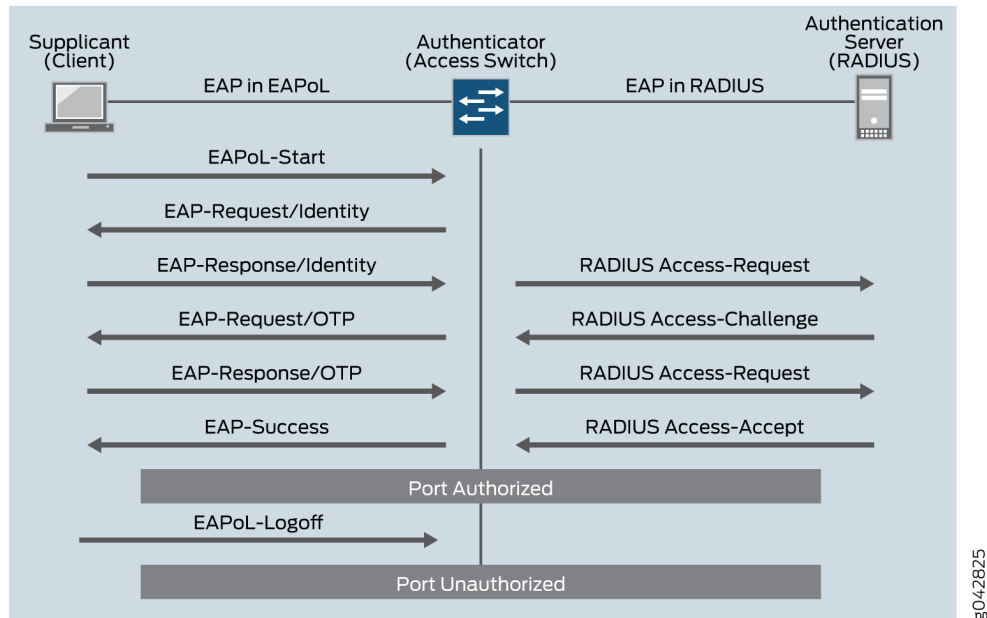 Supplicant
(Client)
Authenticator
(Access Switch)
Authentication
Server
(RADIUS)
EAP in EAPoL
EAP in RADIUS
EAPoL-Start
EAP-Request/Identity
EAP-Response/Identity
RADIUS Access-Request
EAP-Request/OTP
RADIUS Access-Challenge
EAP-Response/OTP
RADIUS Access-Request
EAP-Success
RADIUS Access-Accept
Port Authorized
EAPoL-Logoff
Port Unauthorized
g042825